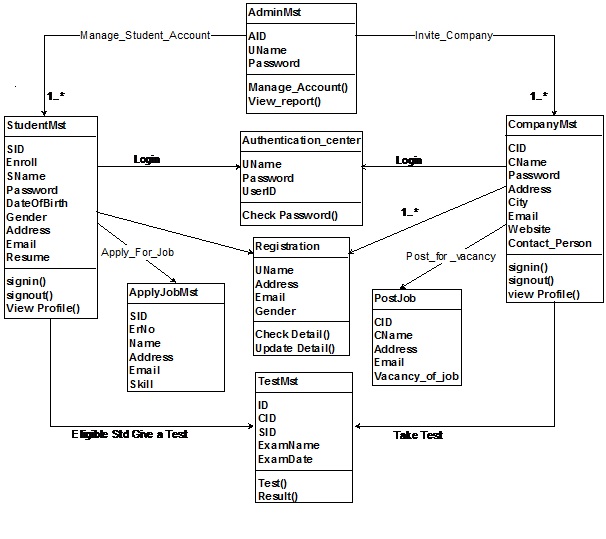 AdminMst
AID
UName
Password
Manage_Account()
View_report()
Manage_Student_Account
Invite_Company
1..*
1..*
StudentMst
SID
Enroll
SName
Password
DateOfBirth
Gender
Address
Email
Resume
signin()
signout()
View Profile()
Login
Authentication_center
UName
Password
UserID
Check Password()
Login
CompanyMst
CID
CName
Password
Address
City
Email
Website
Contact_Person
signin()
signout()
view Profile()
1..*
Registration
UName
Address
Email
Gender
Check Detail()
Update Detail()
Apply_For_Job
Post_for _vacancy
ApplyJobMst
SID
ErNo
Name
Address
Email
Skill
PostJob
CID
CName
Address
Email
Vacancy_of_job
TestMst
ID
CID
SID
ExamName
ExamDate
Test()
Result()
Eligible Std Give a Test
Take Test